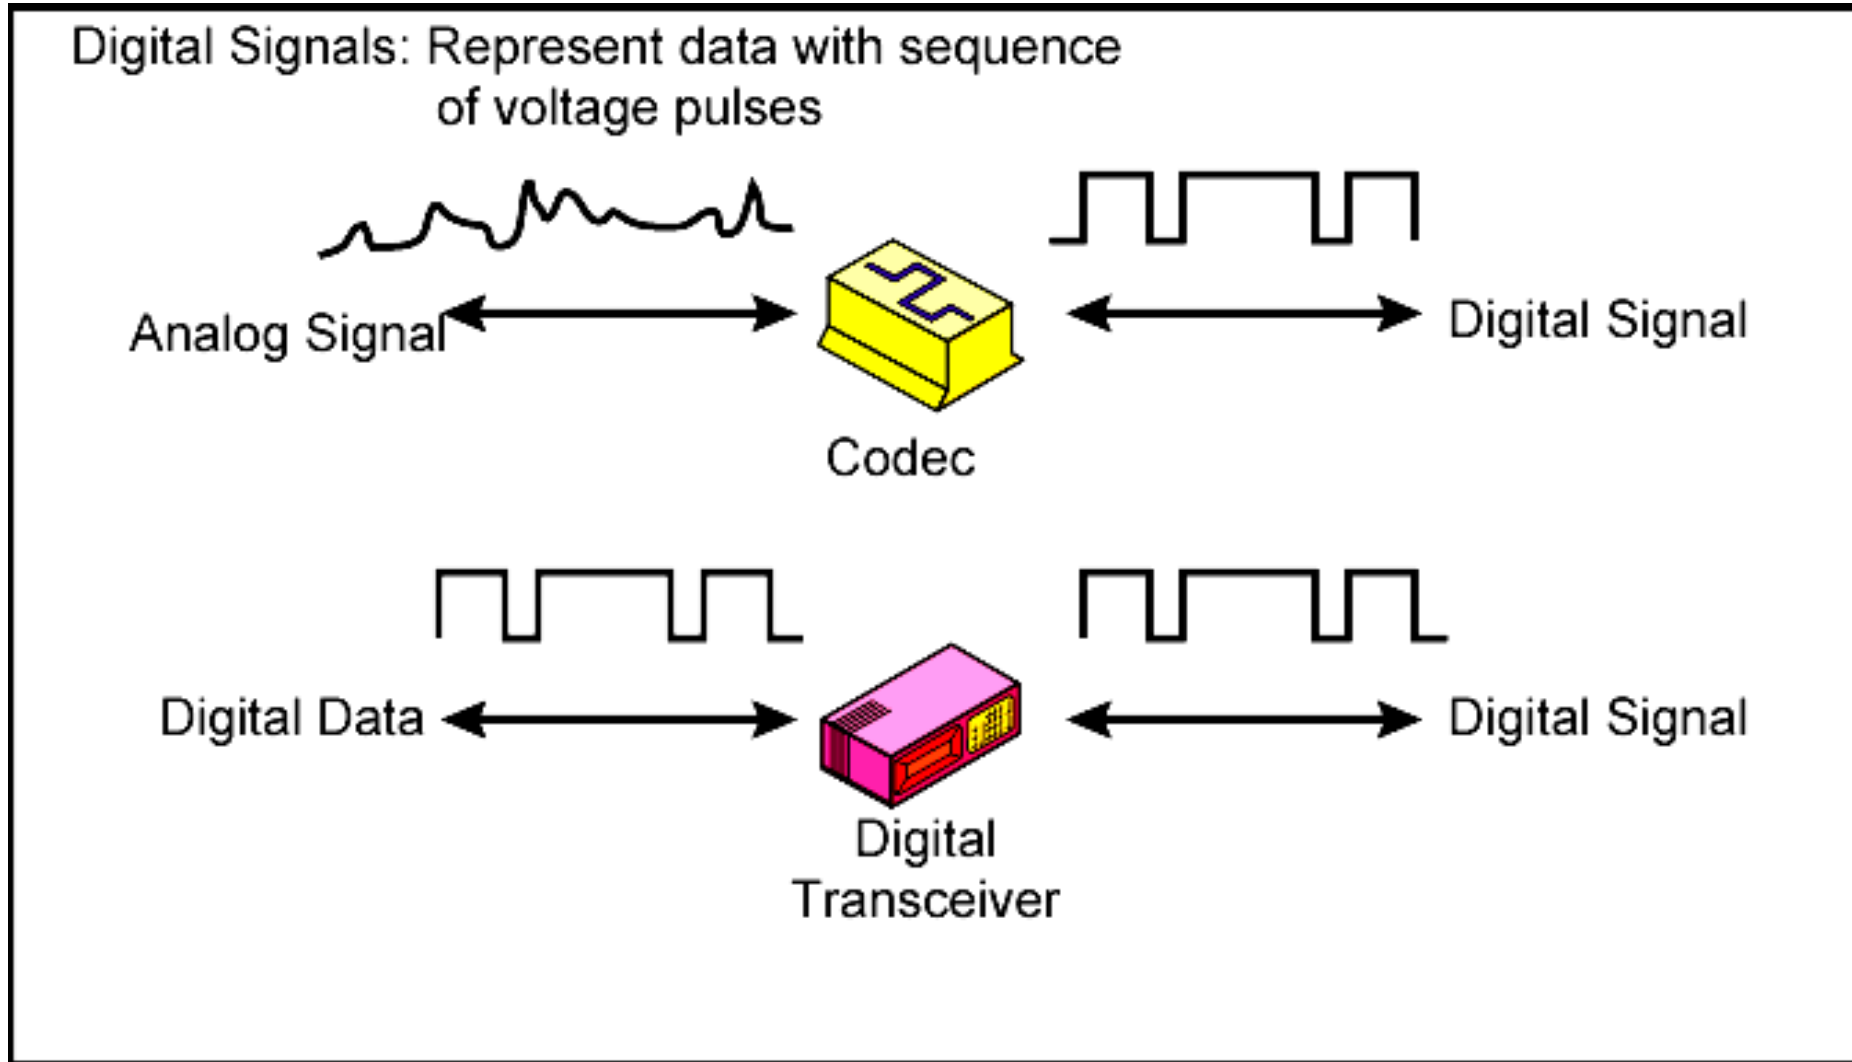 Digital Signals: Represent data with sequence
of voltage pulses
Analog Signal
Digital Signal
Codec
Digital Data
Digital Signal
Digital
Transceiver